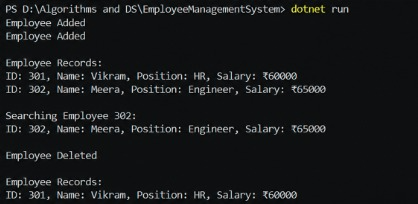 PS D:\Algorithms and DS\EmployeeManagementSystem> dotnet run
Employee Added
Employee Added
Employee Records:
ID: 301, Name: Vikram, Position: HR, Salary: ₹60000
ID: 302, Name: Meera, Position: Engineer, Salary: ₹65000
Searching Employee 302:
ID: 302, Name: Meera, Position: Engineer, Salary: ₹65000
Employee Deleted
Employee Records:
ID: 301, Name: Vikram, Position: HR, Salary: ₹60000